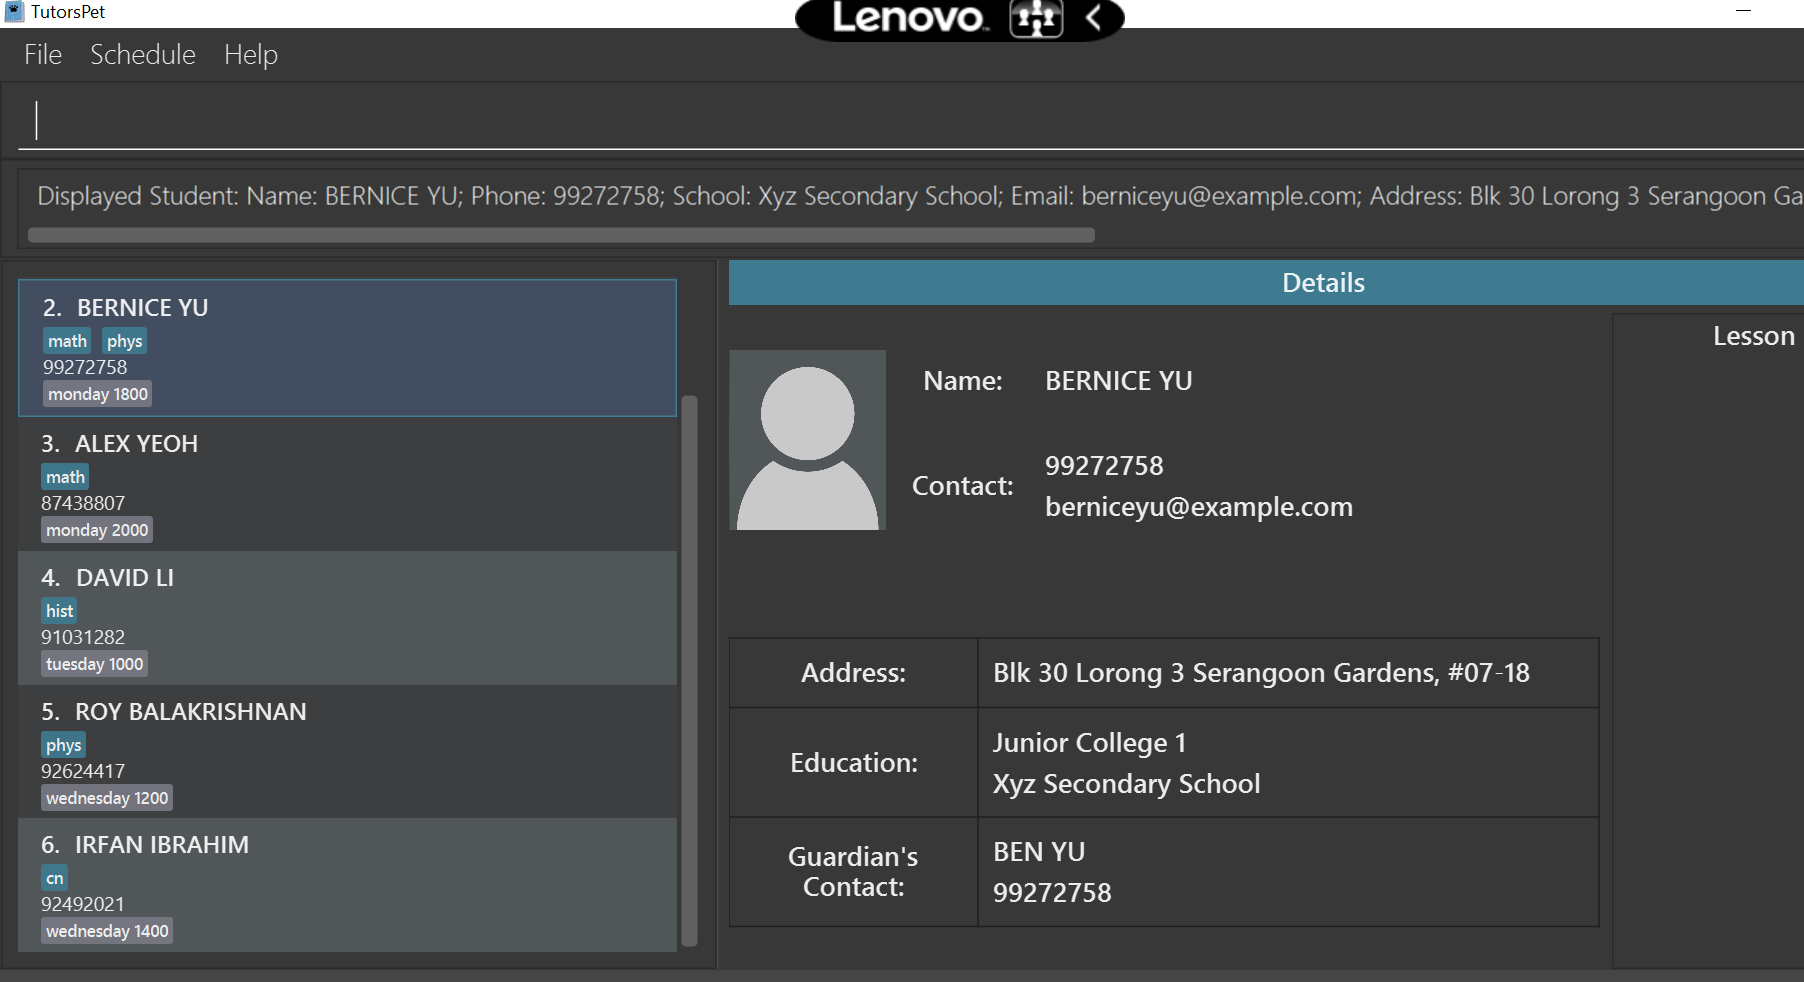 TutorsPet
Lenovo
File Schedule Help
Displayed Student: Name: BERNICE YU; Phone: 99272758; School: Xyz Secondary School; Email: berniceyu@example.com; Address: Blk 30 Lorong 3 Serangoon Ga
2. BERNICE YU
math phys
99272758
monday 1800
3. ALEX YEOH
math
87438807
monday 2000
4. DAVID LI
hist
91031282
tuesday 1000
5. ROY BALAKRISHNAN
phys
92624417
wednesday 1200
6. IRFAN IBRAHIM
cn
92492021
wednesday 1400
Details
Name: BERNICE YU
Contact: 99272758
berniceyu@example.com
Address: Blk 30 Lorong 3 Serangoon Gardens, #07-18
Education: Junior College 1
Xyz Secondary School
Guardian's
Contact:
BEN YU
99272758
Lesson